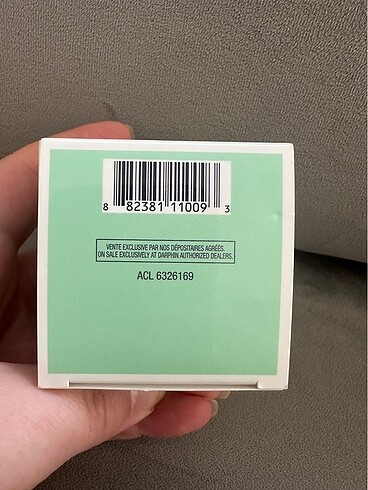 8 82381 11009 3
VENTE EXCLUSIVE PAR NOS DÉPOSITAIRES AGRÉÉS.
ON SALE EXCLUSIVELY AT DARPHIN AUTHORIZED DEALERS.
ACL 6326169